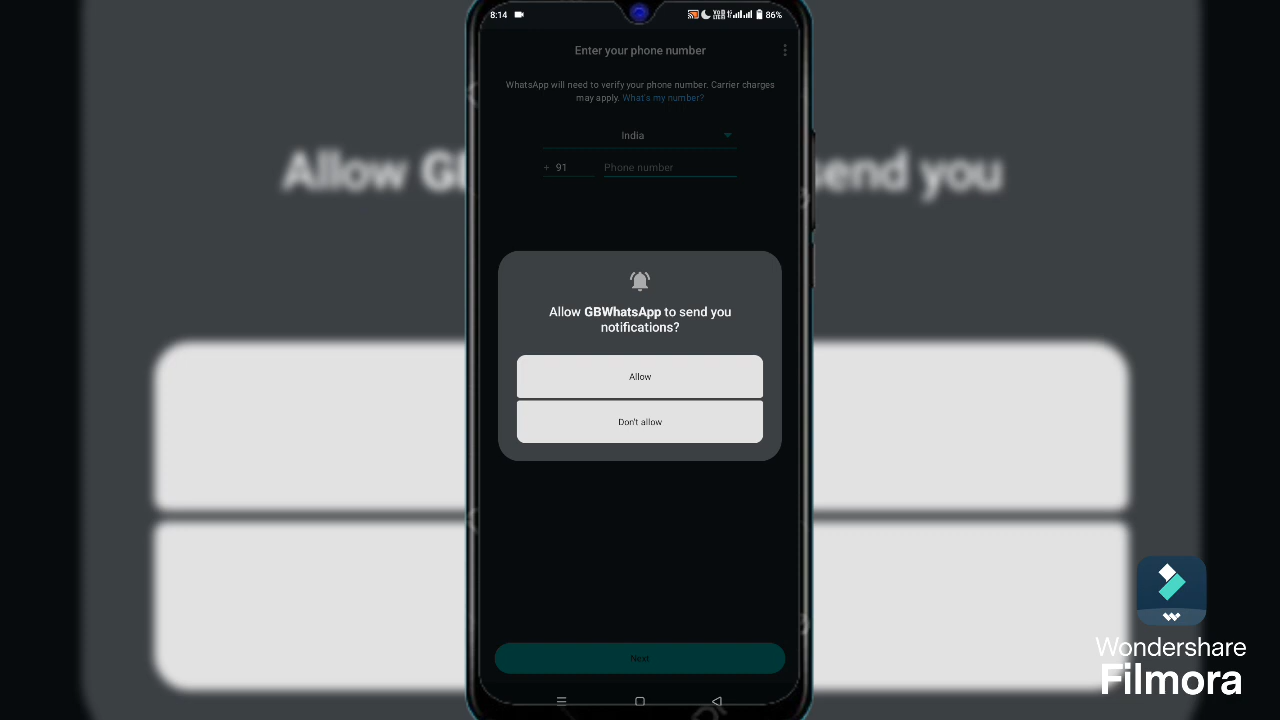 8:14
86%
Enter your phone number
WhatsApp will need to verify your phone number. Carrier charges
may apply. What's my number?
India
+ 91 Phone number
Allow GBWhatsApp to send you
notifications?
Allow
Don't allow
Next
Allow GB
send you
Wondershare
Filmora